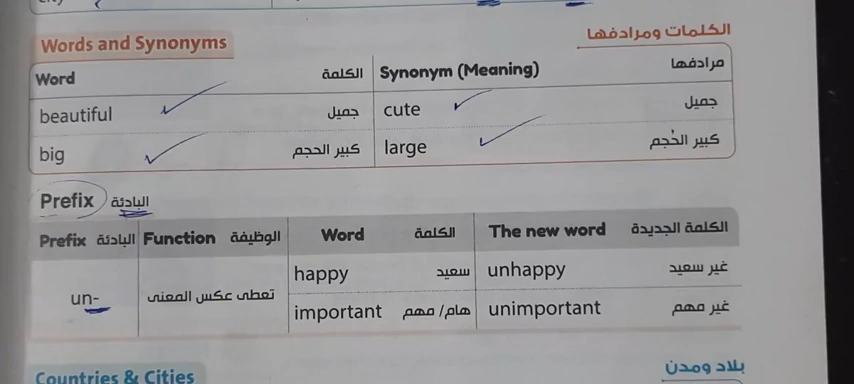 Words and Synonyms الكلمات ومرادفها
Word الكلمة Synonym (Meaning) مرادفها
beautiful جميل cute جميل
big كبير الحجم large كبير الحجم
Prefix البادئة
Prefix البادئة Function الوظيفة Word الكلمة The new word الكلمة الجديدة
un- تعطى عكس المعنى happy سعيد unhappy غير سعيد
important هام/ مهم unimportant غير مهم
Countries & Cities بلاد ومدن